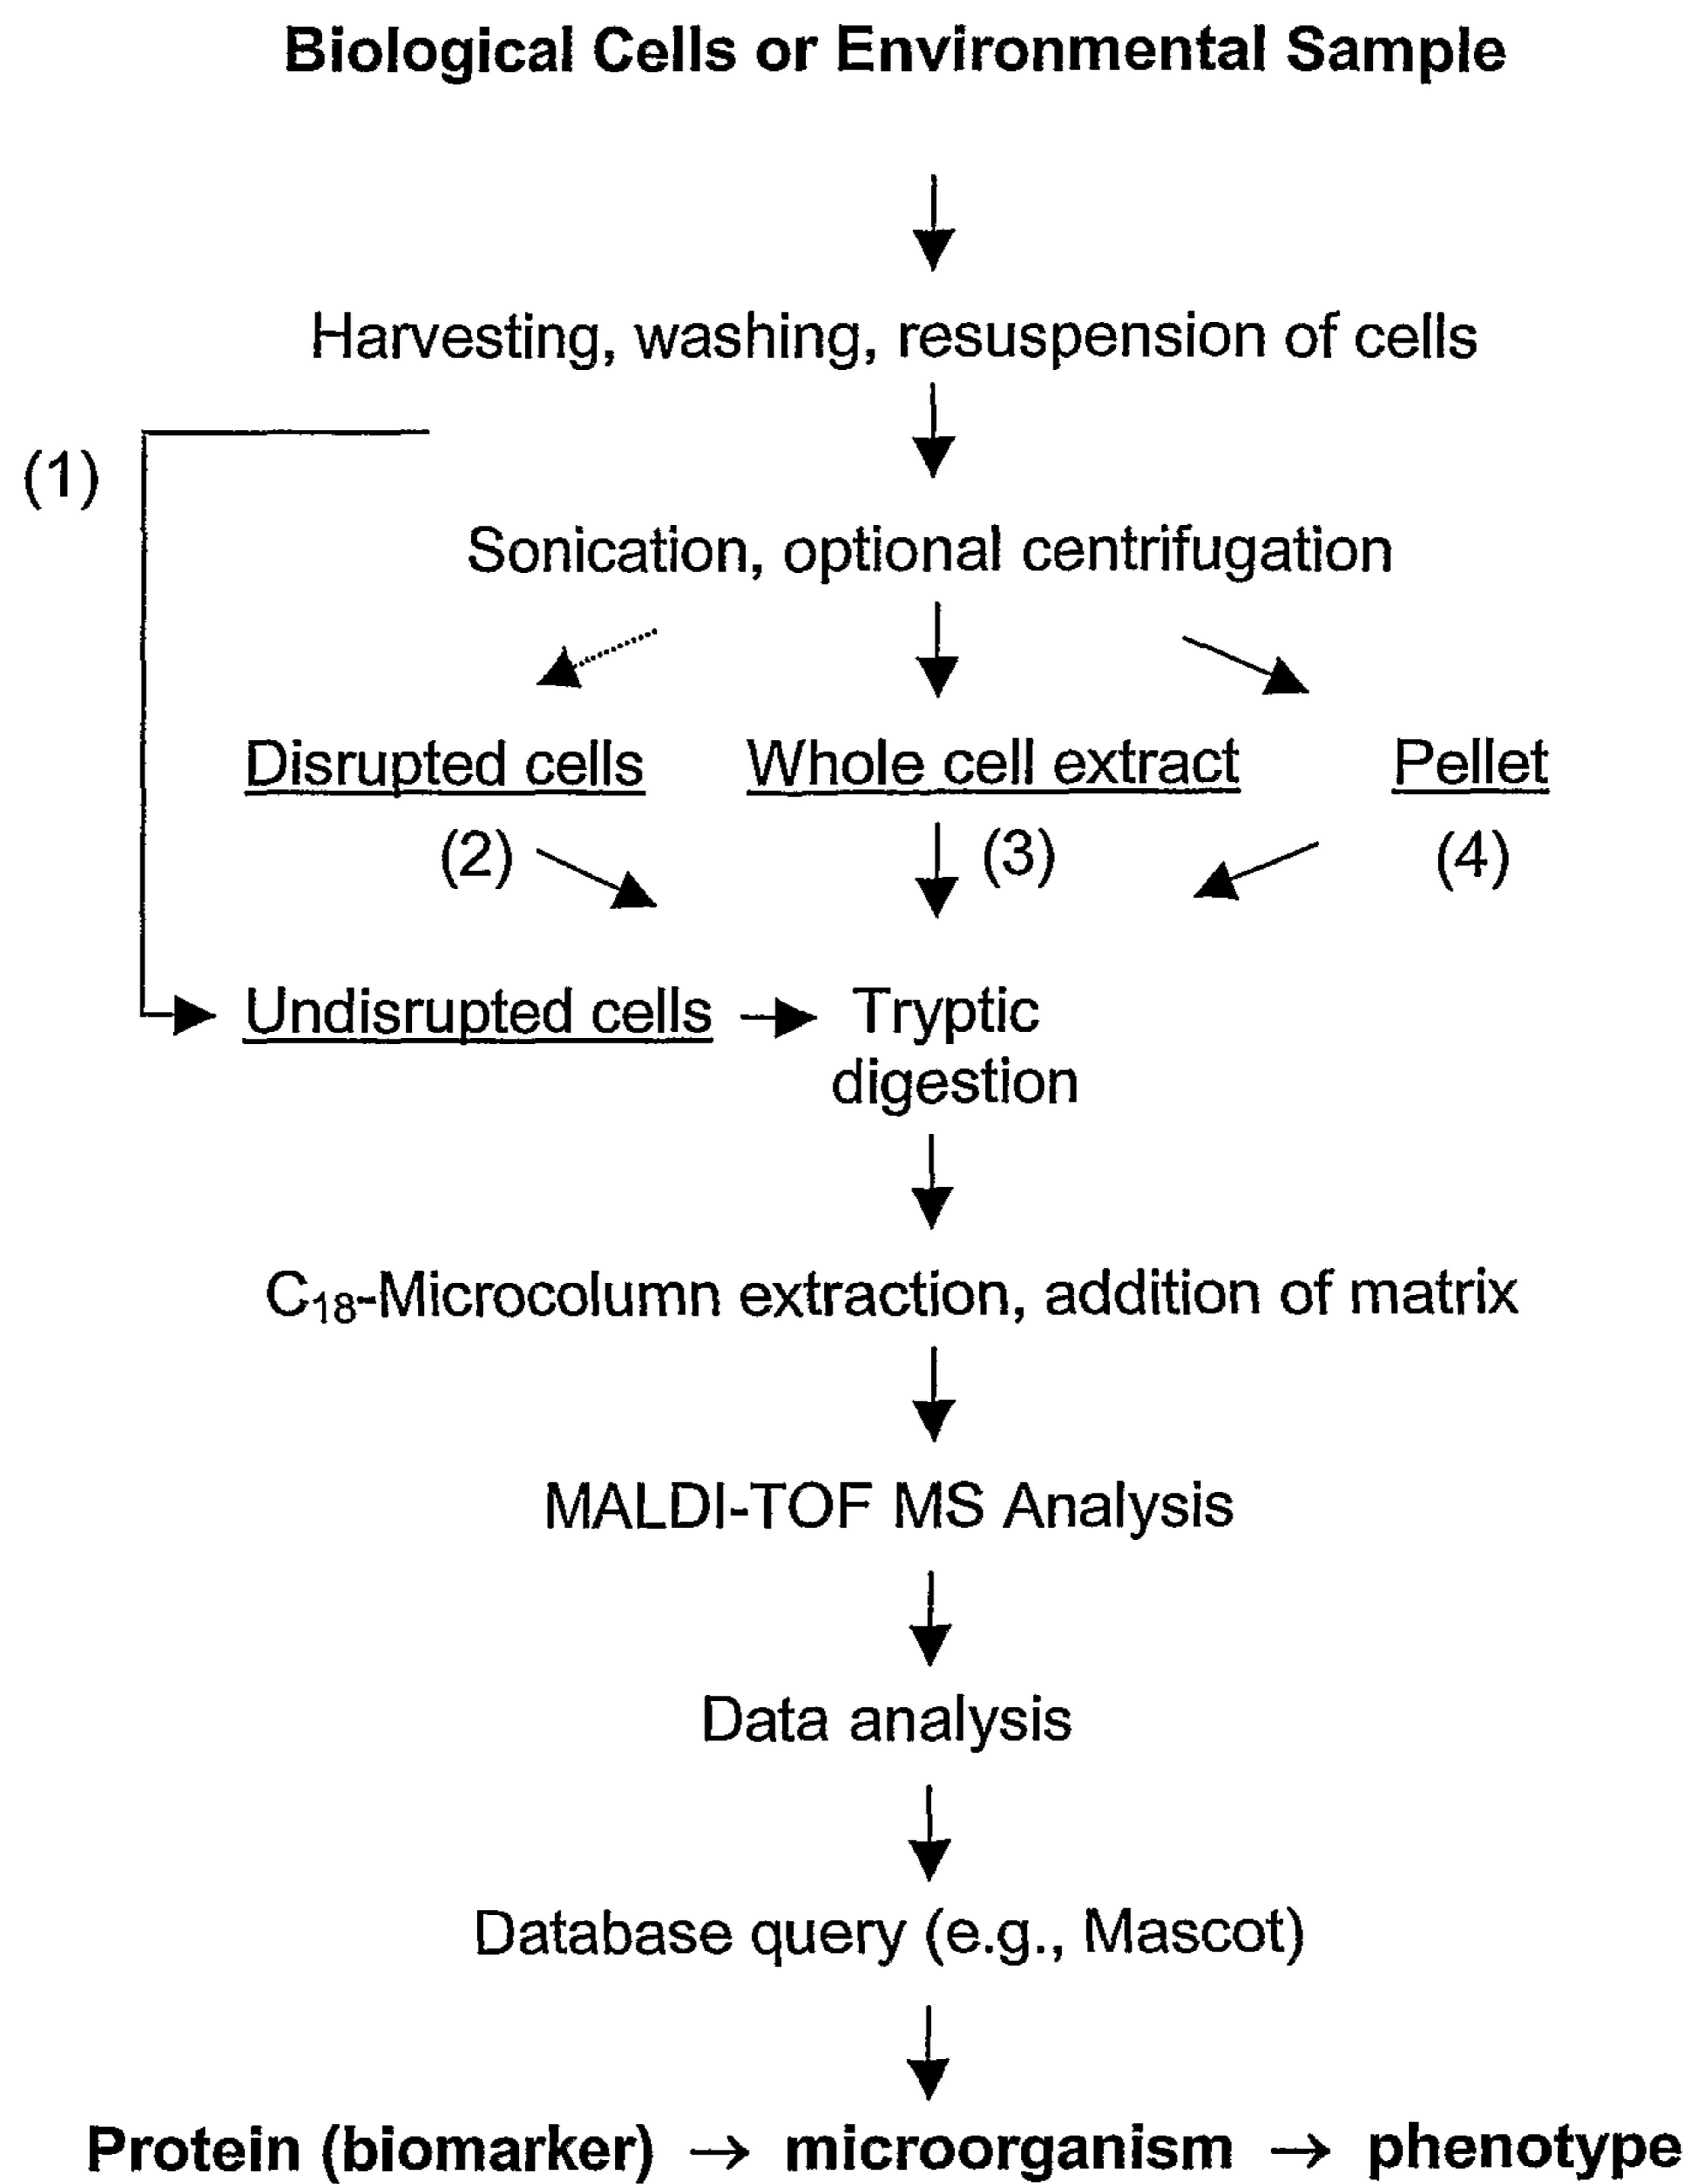 Biological Cells or Environmental Sample
Harvesting, washing, resuspension of cells
(1)
Sonication, optional centrifugation
Disrupted cells Whole cell extract Pellet
(2) (3) (4)
Undisrupted cells Tryptic
digestion
C18-Microcolumn extraction, addition of matrix
MALDI-TOF MS Analysis
Data analysis
Database query (e.g., Mascot)
Protein (biomarker) → microorganism → phenotype